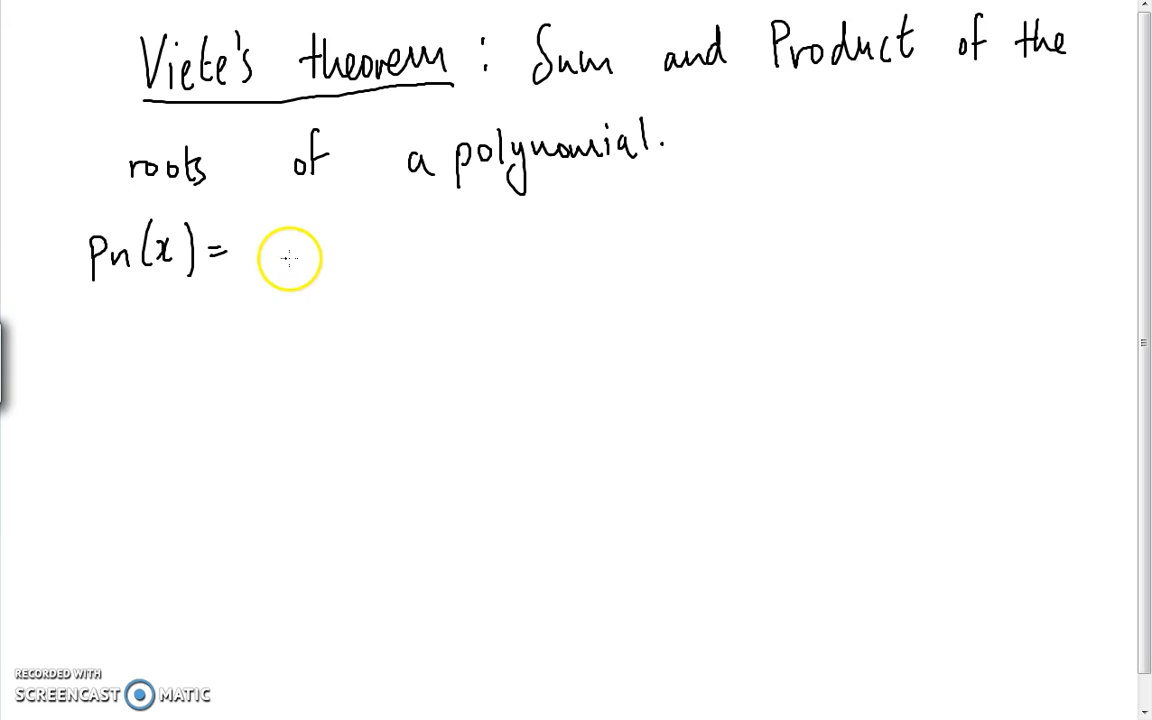 Viete's theorem : Sum and Product of the
roots of a polynomial.
Pn(x) =
RECORDED WITH
SCREENCAST MATIC